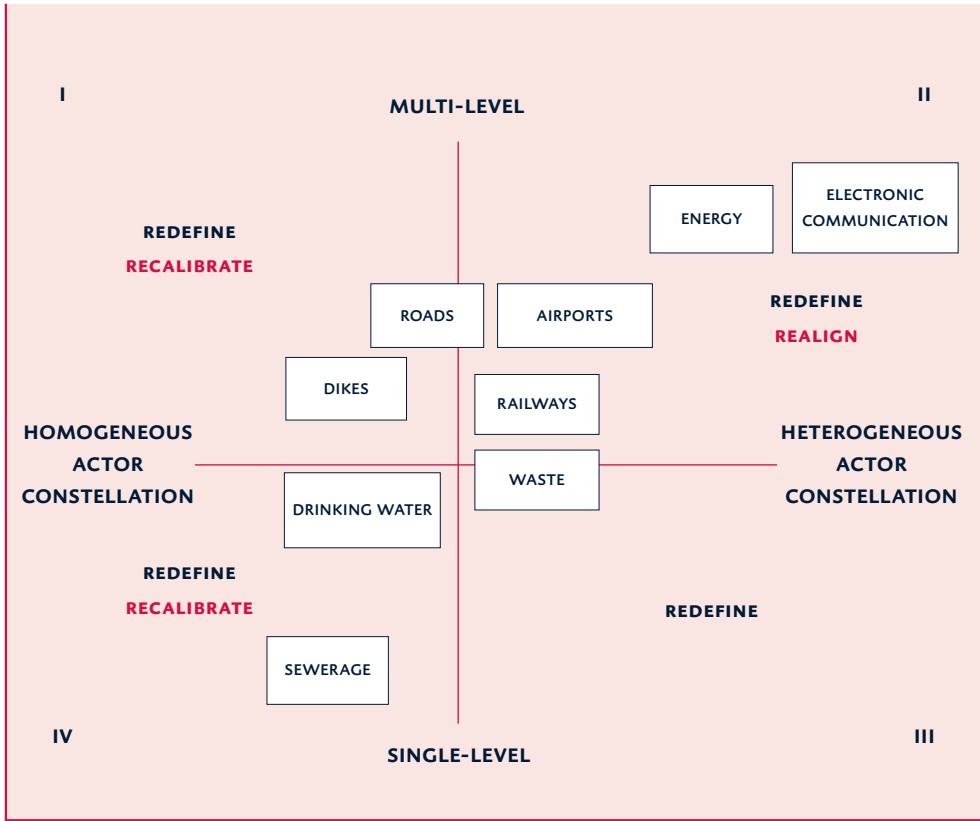 I
II
MULTI-LEVEL
ENERGY
ELECTRONIC
COMMUNICATION
REDEFINE
RECALIBRATE
REDEFINE
REALIGN
ROADS
AIRPORTS
DIKES
RAILWAYS
HOMOGENEOUS
ACTOR
CONSTELLATION
HETEROGENEOUS
ACTOR
CONSTELLATION
WASTE
DRINKING WATER
REDEFINE
RECALIBRATE
REDEFINE
SEWERAGE
IV
III
SINGLE-LEVEL